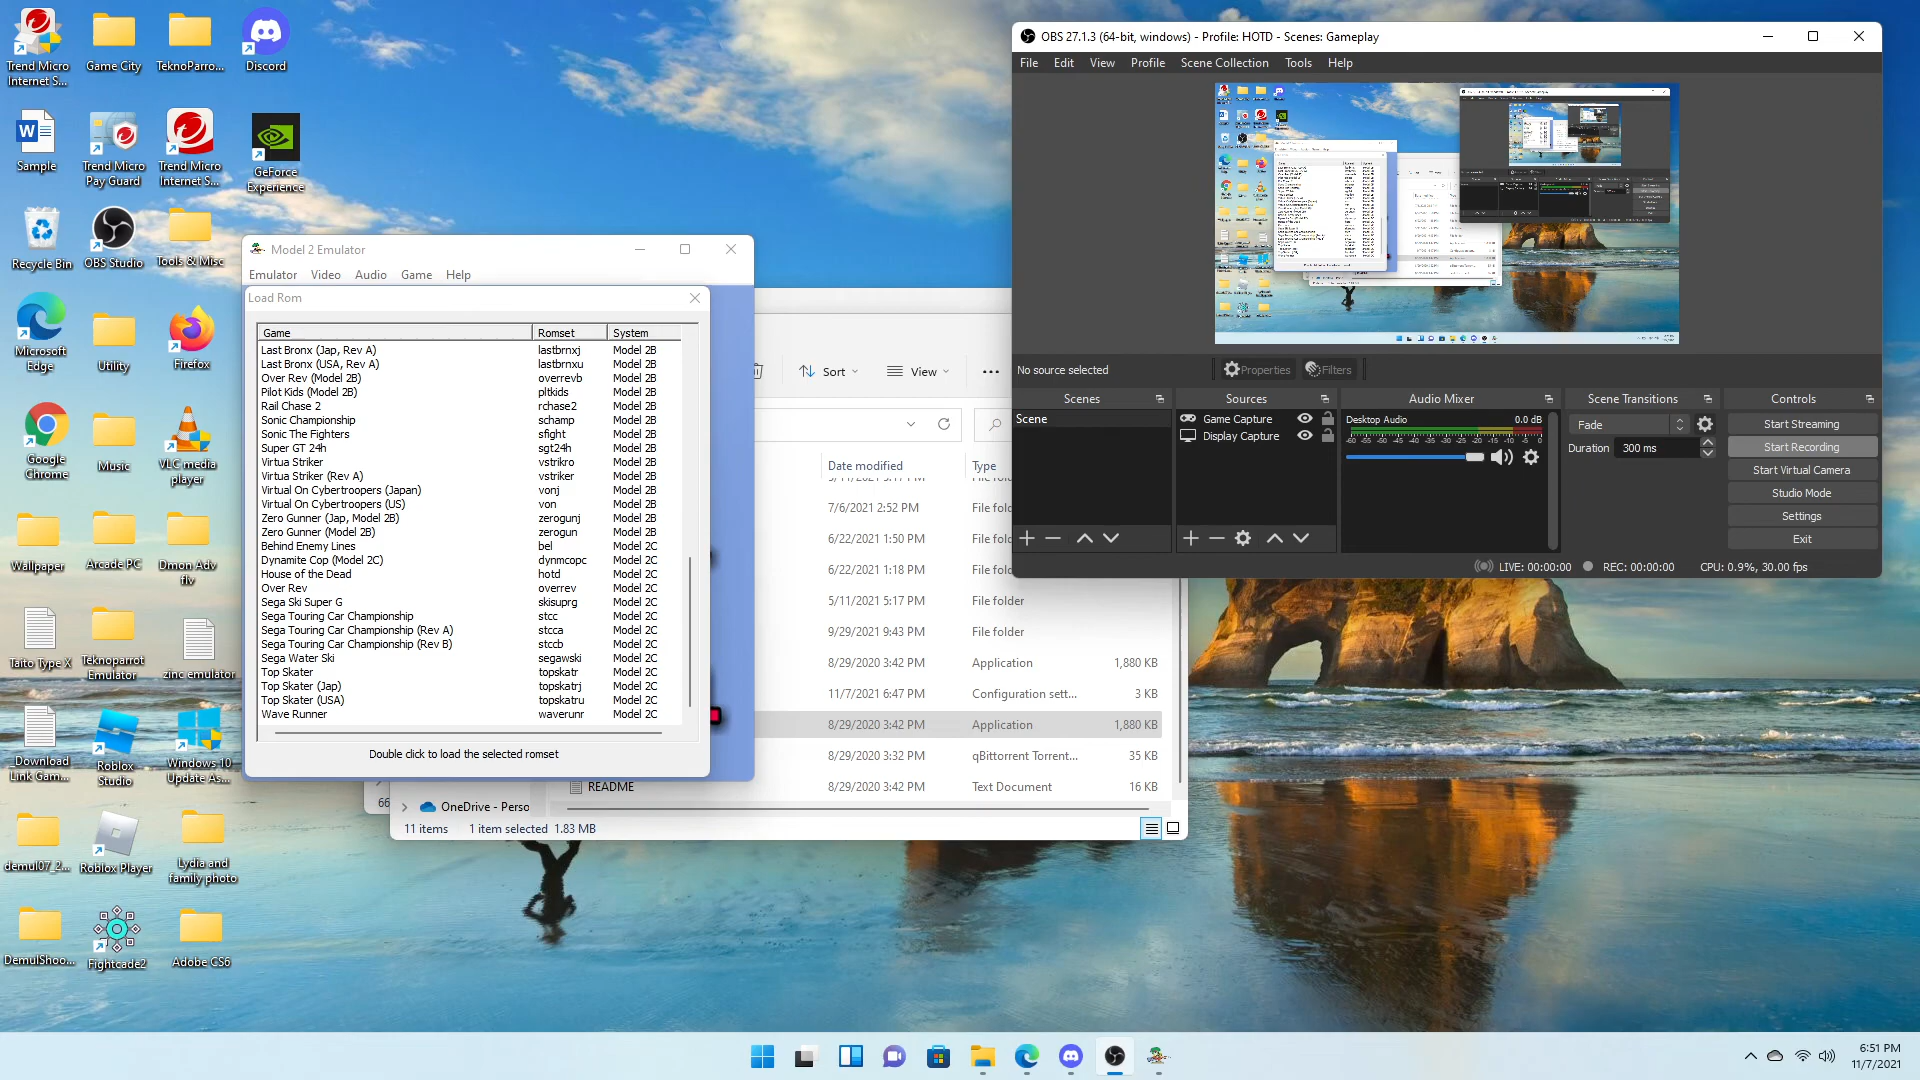 Trend Micro
Internet S...
Game City
TeknoParro...
Discord
Sample
Trend Micro
Pay Guard
Trend Micro
Internet S...
GeForce
Experience
Recycle Bin
OBS Studio
Tools & Misc
Microsoft
Edge
Utility
Firefox
Google
Chrome
Music
VLC media
player
Wallpaper
Arcade PC
Dmon Adv
flv
Taito Type X
Teknoparrot
Emulator
zinc emulator
_Download
Link Gam...
Roblox
Studio
Windows 10
Update As...
demul07_2...
Roblox Player
Lydia and
family photo
DemulShoo...
Fightcade2
Adobe CS6
Model 2 Emulator
Emulator Video Audio Game Help
Load Rom
Game Romset System
Last Bronx (Jap, Rev A) lastbrnxj Model 2B
Last Bronx (USA, Rev A) lastbrnxu Model 2B
Over Rev (Model 2B) overrevb Model 2B
Pilot Kids (Model 2B) pltkids Model 2B
Rail Chase 2 rchase2 Model 2B
Sonic Championship schamp Model 2B
Sonic The Fighters sfight Model 2B
Super GT 24h sgt24h Model 2B
Virtua Striker vstrikro Model 2B
Virtua Striker (Rev A) vstriker Model 2B
Virtual On Cybertroopers (Japan) vonj Model 2B
Virtual On Cybertroopers (US) von Model 2B
Zero Gunner (Jap, Model 2B) zerogunj Model 2B
Zero Gunner (Model 2B) zerogun Model 2B
Behind Enemy Lines bel Model 2C
Dynamite Cop (Model 2C) dynmcopc Model 2C
House of the Dead hotd Model 2C
Over Rev overrev Model 2C
Sega Ski Super G skisuprg Model 2C
Sega Touring Car Championship stcc Model 2C
Sega Touring Car Championship (Rev A) stcca Model 2C
Sega Touring Car Championship (Rev B) stccb Model 2C
Sega Water Ski segawski Model 2C
Top Skater topskatr Model 2C
Top Skater (Jap) topskatrj Model 2C
Top Skater (USA) topskatru Model 2C
Wave Runner waverunr Model 2C
Double click to load the selected romset
Sort View ...
Date modified Type
7/6/2021 2:52 PM File fol
6/22/2021 1:50 PM File fol
6/22/2021 1:18 PM File fol
5/11/2021 5:17 PM File folder
9/29/2021 9:43 PM File folder
8/29/2020 3:42 PM Application 1,880 KB
11/7/2021 6:47 PM Configuration sett... 3 KB
8/29/2020 3:42 PM Application 1,880 KB
8/29/2020 3:32 PM qBittorrent Torrent... 35 KB
README 8/29/2020 3:42 PM Text Document 16 KB
66
OneDrive - Perso
11 items 1 item selected 1.83 MB
OBS 27.1.3 (64-bit, windows) - Profile: HOTD - Scenes: Gameplay
File Edit View Profile Scene Collection Tools Help
No source selected Properties Filters
Scenes Sources Audio Mixer Scene Transitions Controls
Scene
Game Capture
Display Capture
Desktop Audio 0.0 dB
-60 -55 -50 -45 -40 -35 -30 -25 -20 -15 -10 -5 0
Fade
Duration 300 ms
Start Streaming
Start Recording
Start Virtual Camera
Studio Mode
Settings
Exit
LIVE: 00:00:00 REC: 00:00:00 CPU: 0.9%, 30.00 fps
6:51 PM
11/7/2021